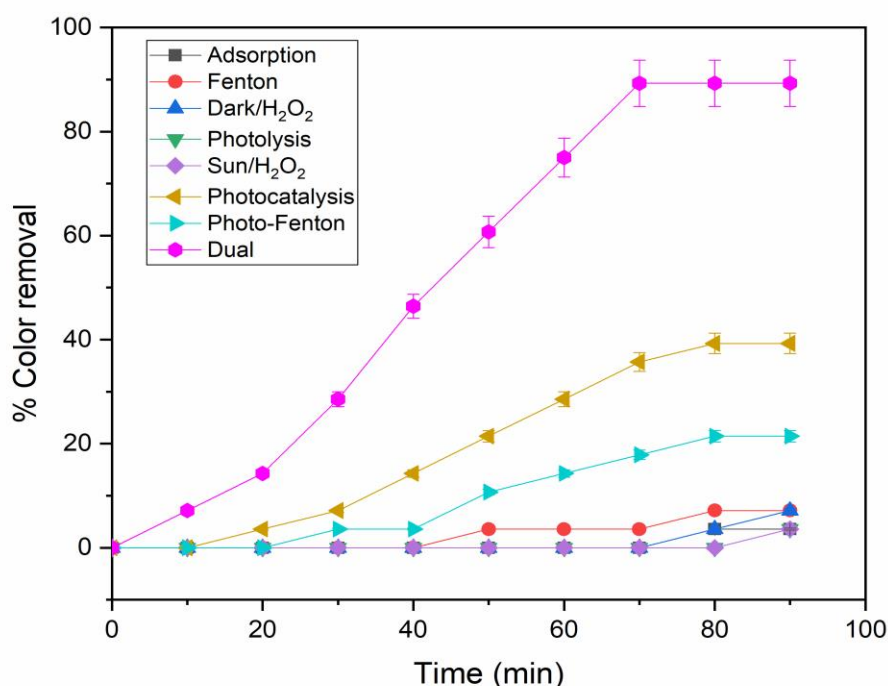 100
80
60
40
20
0
% Color removal
Adsorption
Fenton
Dark/H₂O₂
Photolysis
Sun/H₂O₂
Photocatalysis
Photo-Fenton
Dual
0 20 40 60 80 100
Time (min)